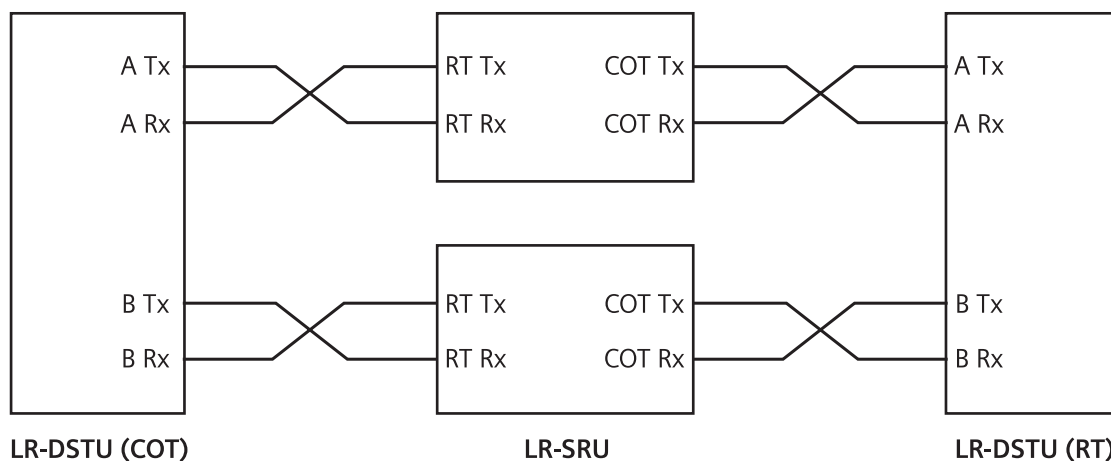 A Tx
A Rx
B Tx
B Rx
LR-DSTU (COT)
RT Tx
RT Rx
COT Tx
COT Rx
RT Tx
RT Rx
COT Tx
COT Rx
LR-SRU
A Tx
A Rx
B Tx
B Rx
LR-DSTU (RT)